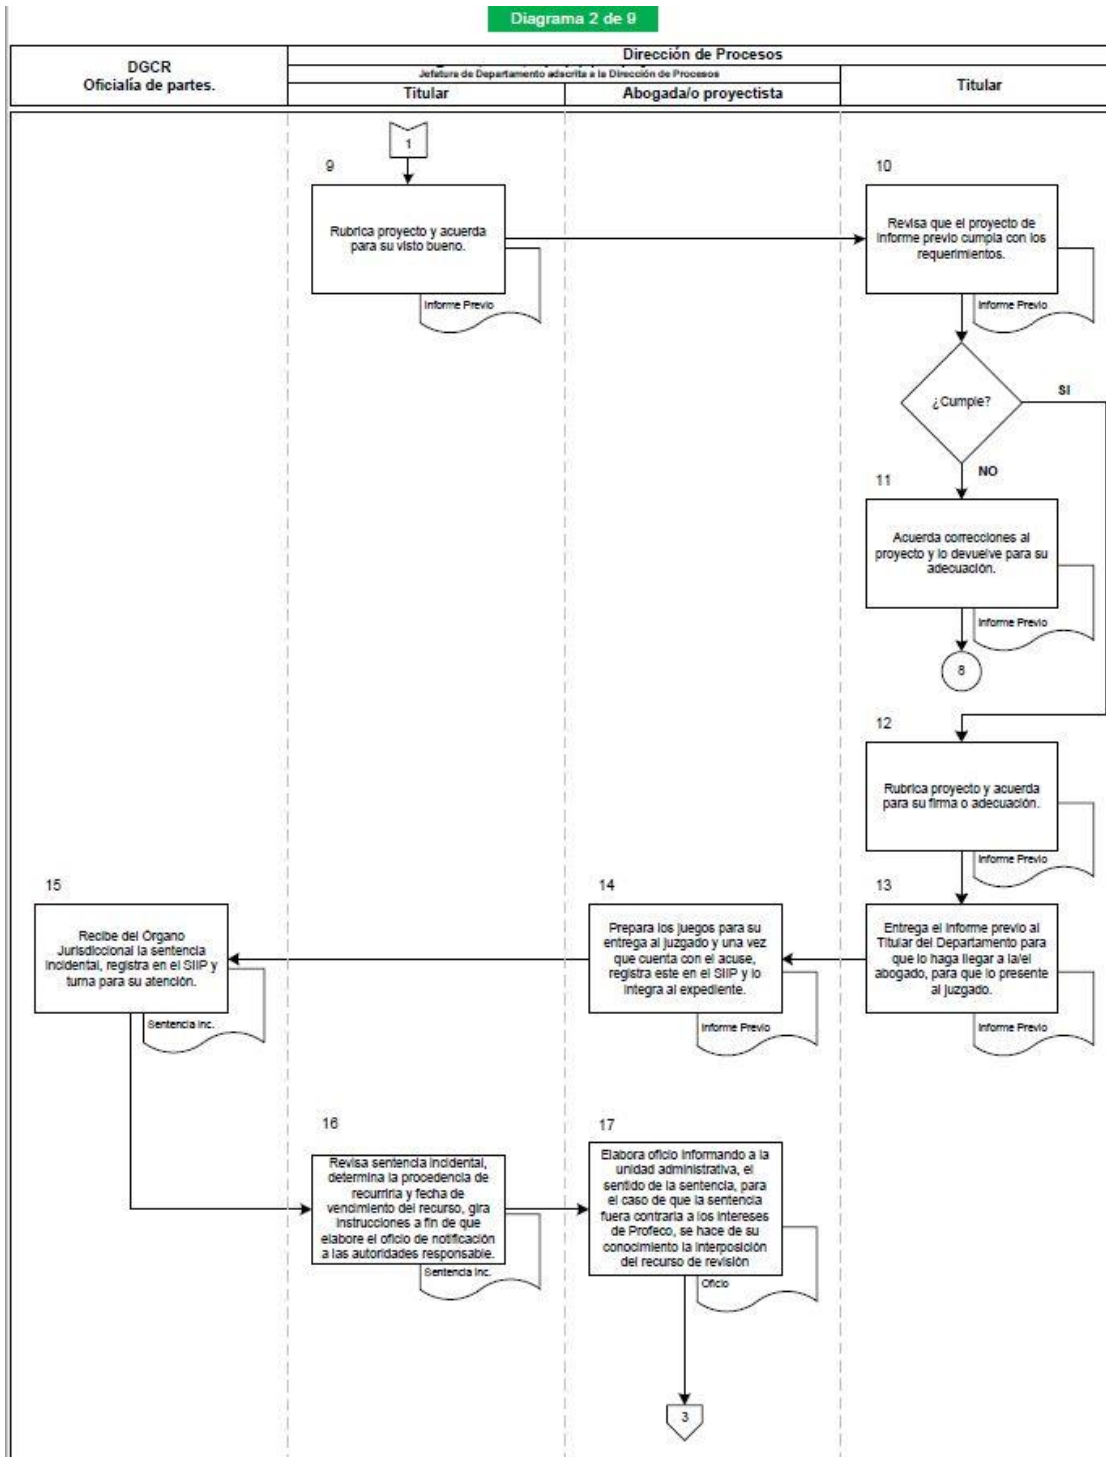 Diagrama 2 de 9
DGCR
Oficialía de partes.
Dirección de Procesos
Jefatura de Departamento adscrita a la Dirección de Procesos
Titular
Abogada/o proyectista
Titular
1
9
Rubrica proyecto y acuerda
para su visto bueno.
Informe Previo
10
Revisa que el proyecto de
informe previo cumpla con los
requerimientos.
Informe Previo
¿Cumple?
SI
NO
11
Acuerda correcciones al
proyecto y lo devuelve para su
adecuación.
Informe Previo
8
12
Rubrica proyecto y acuerda
para su firma o adecuación.
Informe Previo
13
Entrega el informe previo al
Titular del Departamento para
que lo haga llegar a la/el
abogado, para que lo presente
al juzgado.
Informe Previo
14
Prepara los juegos para su
entrega al juzgado y una vez
que cuenta con el acuse,
registra este en el SIIP y lo
integra al expediente.
Informe Previo
15
Recibe del Órgano
Jurisdiccional la sentencia
incidental, registra en el SIIP y
turna para su atención.
Sentencia Inc.
16
Revisa sentencia incidental,
determina la procedencia de
recurrirla y fecha de
vencimiento del recurso, gira
instrucciones a fin de que
elabore el oficio de notificación
a las autoridades responsable.
Sentencia Inc.
17
Elabora oficio informando a la
unidad administrativa, el
sentido de la sentencia, para
el caso de que la sentencia
fuera contraria a los intereses
de Profeco, se hace de su
conocimiento la interposición
del recurso de revisión
Oficio
3